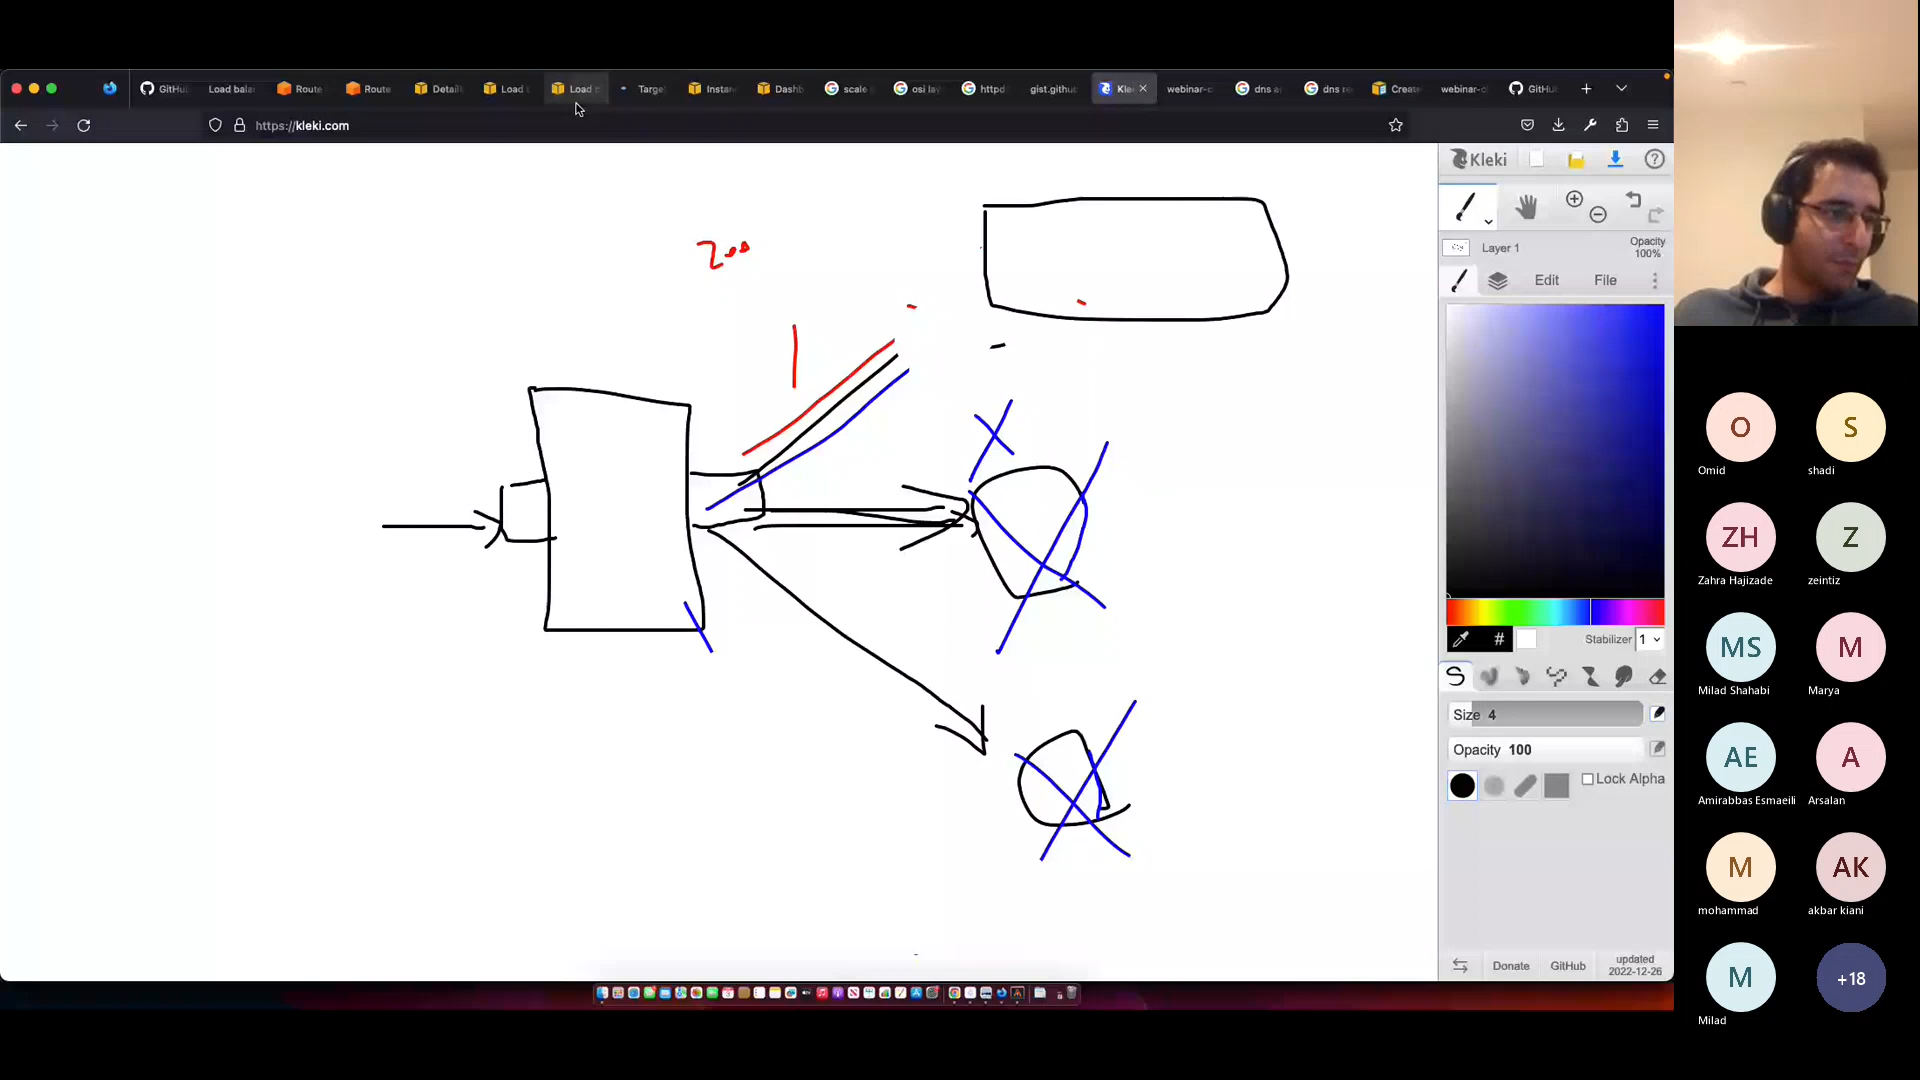 GitHu
Load bala
Route
Route
Detail
Load
Load
Targe
Instan
Dashb
scale
osi lay
httpd
gist.githu
Kle
webinar-c
dns a
dns re
Create
webinar-c
GitHu
https://kleki.com
Kleki
Layer 1
Opacity
100%
Edit
File
200
Stabilizer 1
Size 4
Opacity 100
Lock Alpha
Donate
GitHub
updated
2022-12-26
O
S
Omid
shadi
ZH
Z
Zahra Hajizade
zeintiz
MS
M
Milad Shahabi
Marya
AE
A
Amirabbas Esmaeili
Arsalan
M
AK
mohammad
akbar kiani
M
+18
Milad